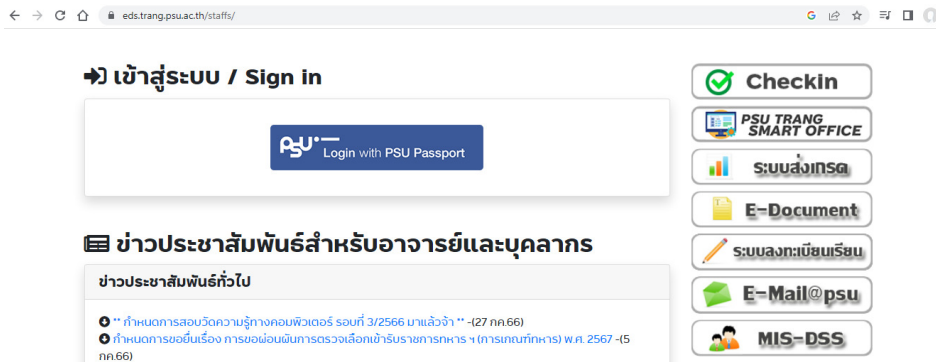 eds.trang.psu.ac.th/staffs/
เข้าสู่ระบบ / Sign in
PSU Login with PSU Passport
ข่าวประชาสัมพันธ์สำหรับอาจารย์และบุคลากร
ข่าวประชาสัมพันธ์ทั่วไป
** กำหนดการสอบวัดความรู้ทางคอมพิวเตอร์ รอบที่ 3/2566 มาแล้วจ้า ** -(27 กค.66)
กำหนดการขอยื่นเรื่อง การขอผ่อนผันการตรวจเลือกเข้ารับราชการทหาร ฯ (การเกณฑ์ทหาร) พ.ศ. 2567 -(5
กค.66)
Checkin
PSU TRANG
SMART OFFICE
ระบบส่งเกรด
E-Document
ระบบลงทะเบียนเรียน
E-Mail@psu
MIS-DSS